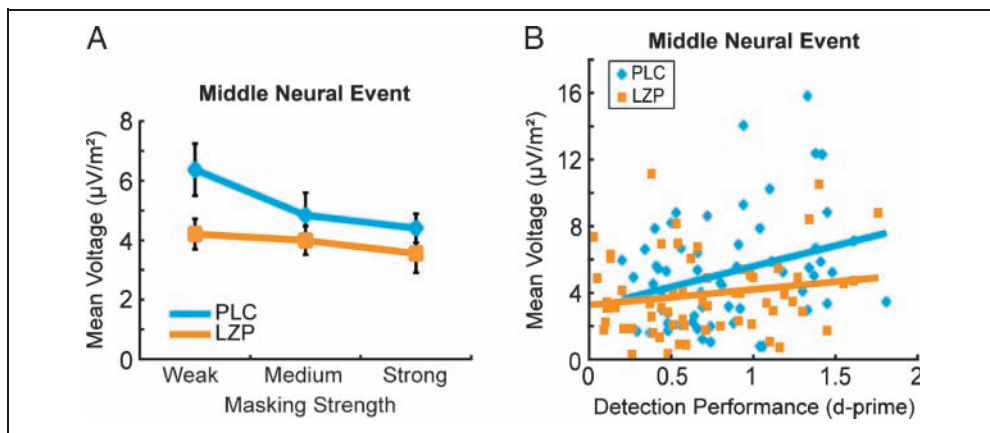 A
Middle Neural Event
Mean Voltage (µV/m²)
8
6
4
2
0
PLC
LZP
Weak Medium Strong
Masking Strength
B
Middle Neural Event
PLC
LZP
Mean Voltage (µV/m²)
16
12
8
4
0
0 0.5 1 1.5 2
Detection Performance (d-prime)